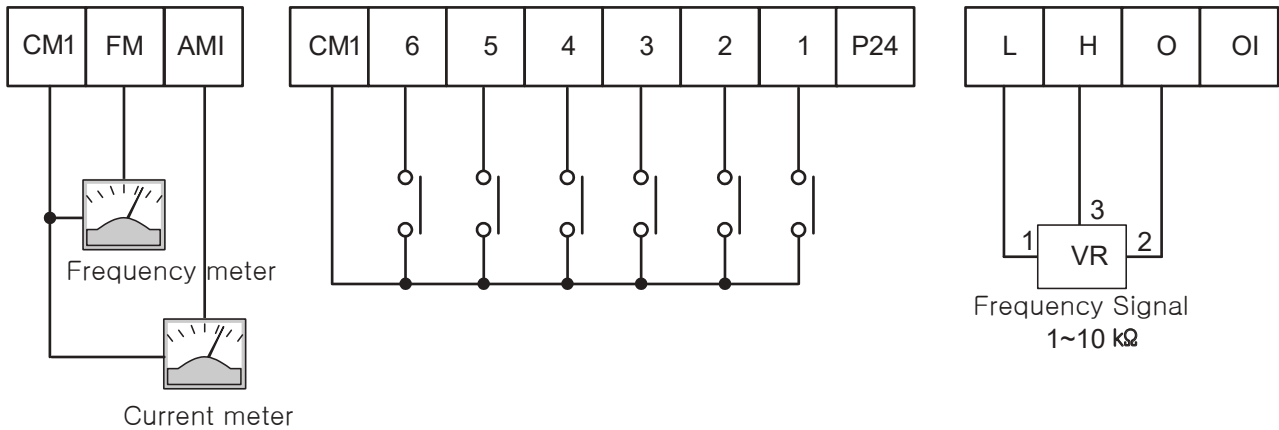 CM1 FM AMI
CM1 6 5 4 3 2 1 P24
L H O OI
3
1 VR 2
Frequency meter
Frequency Signal
1~10 kΩ
Current meter